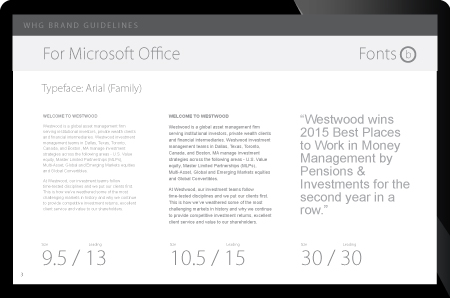 WHG BRAND GUIDELINES
For Microsoft Office
Fonts b
Typeface: Arial (Family)
WELCOME TO WESTWOOD
Westwood is a global asset management firm
serving institutional investors, private wealth clients
and financial intermediaries. Westwood investment
management teams in Dallas, Texas, Toronto,
Canada, and Boston, MA manage investment
strategies across the following areas - U.S. Value
equity, Master Limited Partnerships (MLPs),
Multi-Asset, Global and Emerging Markets equities
and Global Convertibles.
At Westwood, our investment teams follow
time-tested disciplines and we put our clients first.
This is how we've weathered some of the most
challenging markets in history and why we continue
to provide competitive investment returns, excellent
client service and value to our shareholders.
Size Leading
9.5 / 13
WELCOME TO WESTWOOD
Westwood is a global asset management firm
serving institutional investors, private wealth clients
and financial intermediaries. Westwood investment
management teams in Dallas, Texas, Toronto,
Canada, and Boston, MA manage investment
strategies across the following areas - U.S. Value
equity, Master Limited Partnerships (MLPs),
Multi-Asset, Global and Emerging Markets equities
and Global Convertibles.
At Westwood, our investment teams follow
time-tested disciplines and we put our clients first.
This is how we've weathered some of the most
challenging markets in history and why we continue
to provide competitive investment returns, excellent
client service and value to our shareholders.
Size Leading
10.5 / 15
“Westwood wins
2015 Best Places
to Work in Money
Management by
Pensions &
Investments for the
second year in a
row.”
Size Leading
30 / 30
3